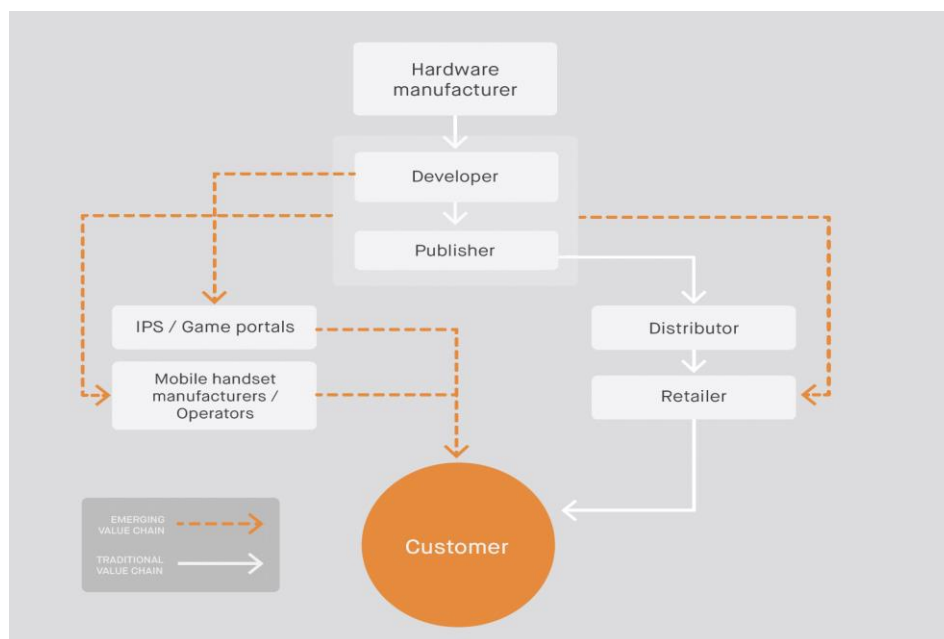 Hardware
manufacturer
Developer
Publisher
IPS / Game portals
Distributor
Mobile handset
manufacturers /
Operators
Retailer
Customer
EMERGING
VALUE CHAIN
TRADITIONAL
VALUE CHAIN